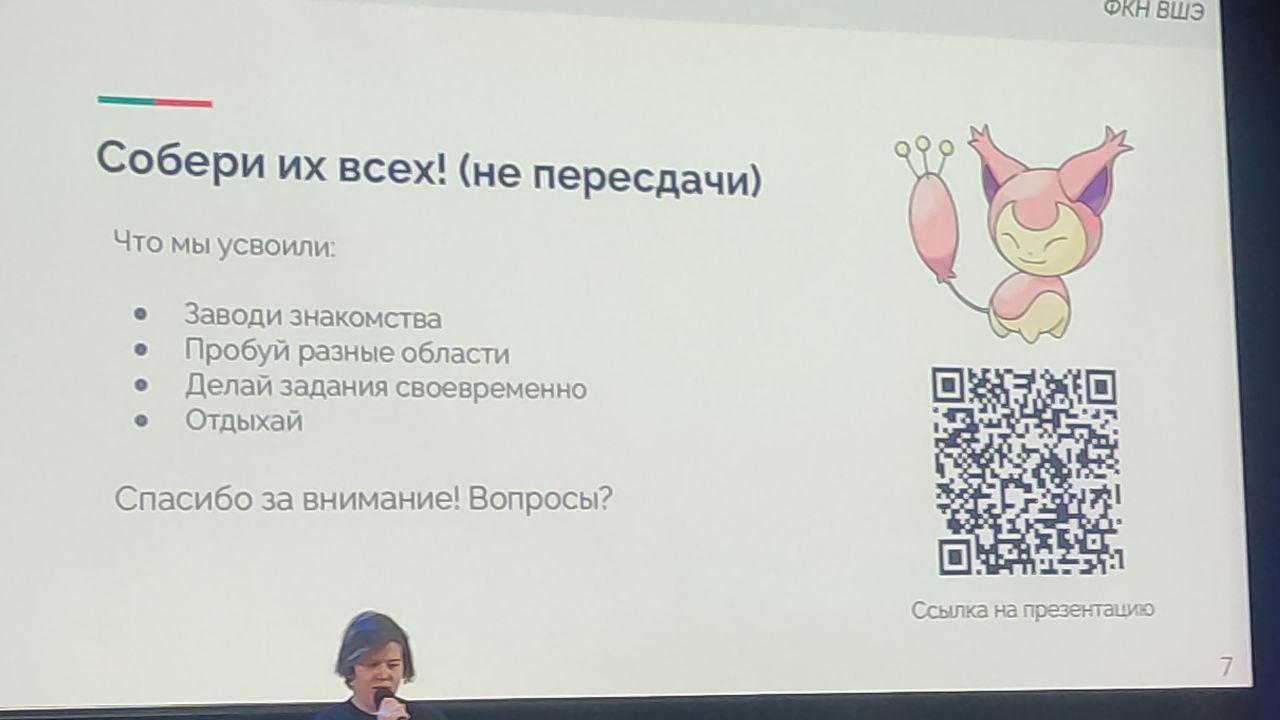 ФКН ВШЭ
Собери их всех! (не пересдачи)
Что мы усвоили:
● Заводи знакомства
● Пробуй разные области
● Делай задания своевременно
● Отдыхай
Спасибо за внимание! Вопросы?
Ссылка на презентацию
7